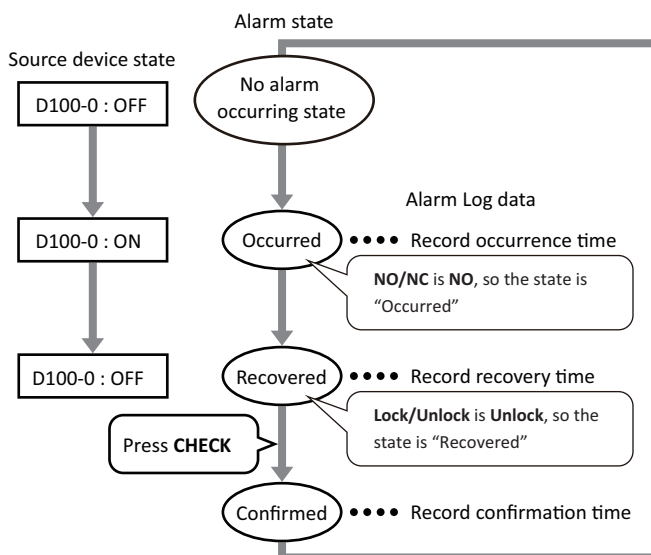 Alarm state
Source device state
No alarm
occurring state
D100-0 : OFF
Alarm Log data
D100-0 : ON
Occurred
•••• Record occurrence time
NO/NC is NO, so the state is
“Occurred”
D100-0 : OFF
Recovered
•••• Record recovery time
Lock/Unlock is Unlock, so the
state is “Recovered”
Press CHECK
Confirmed
•••• Record confirmation time